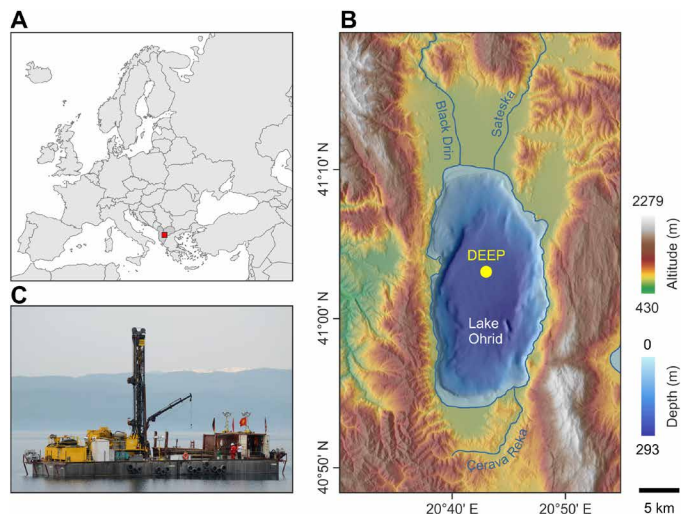 A
B
C
Black Drin
Sateska
DEEP
Lake
Ohrid
Cerava Reka
41°10' N
41°00' N
40°50' N
20°40' E
20°50' E
2279
Altitude (m)
430
0
Depth (m)
293
5 km